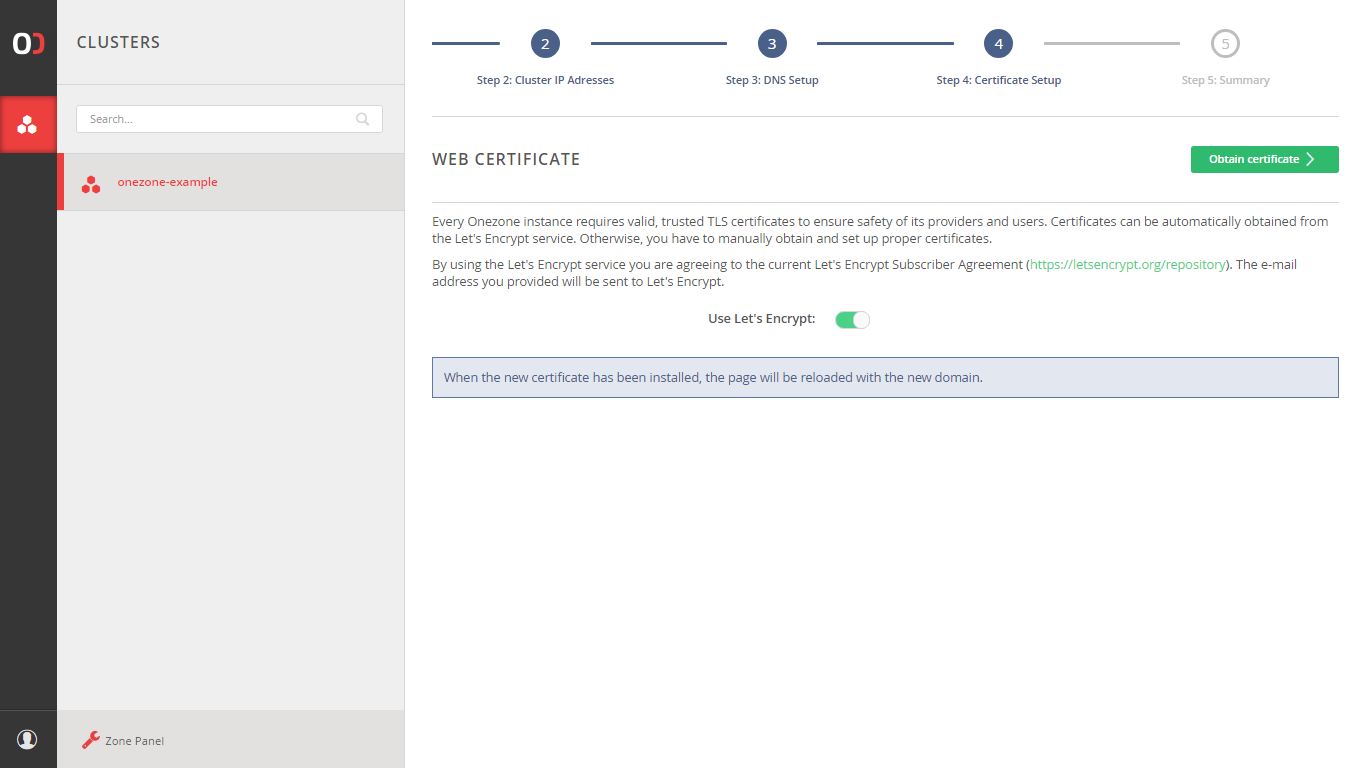 CLUSTERS
Search...
onezone-example
Zone Panel
2
3
4
5
Step 2: Cluster IP Adresses
Step 3: DNS Setup
Step 4: Certificate Setup
Step 5: Summary
WEB CERTIFICATE
Obtain certificate
Every Onezone instance requires valid, trusted TLS certificates to ensure safety of its providers and users. Certificates can be automatically obtained from
the Let's Encrypt service. Otherwise, you have to manually obtain and set up proper certificates.
By using the Let's Encrypt service you are agreeing to the current Let's Encrypt Subscriber Agreement (https://letsencrypt.org/repository). The e-mail
address you provided will be sent to Let's Encrypt.
Use Let's Encrypt:
When the new certificate has been installed, the page will be reloaded with the new domain.